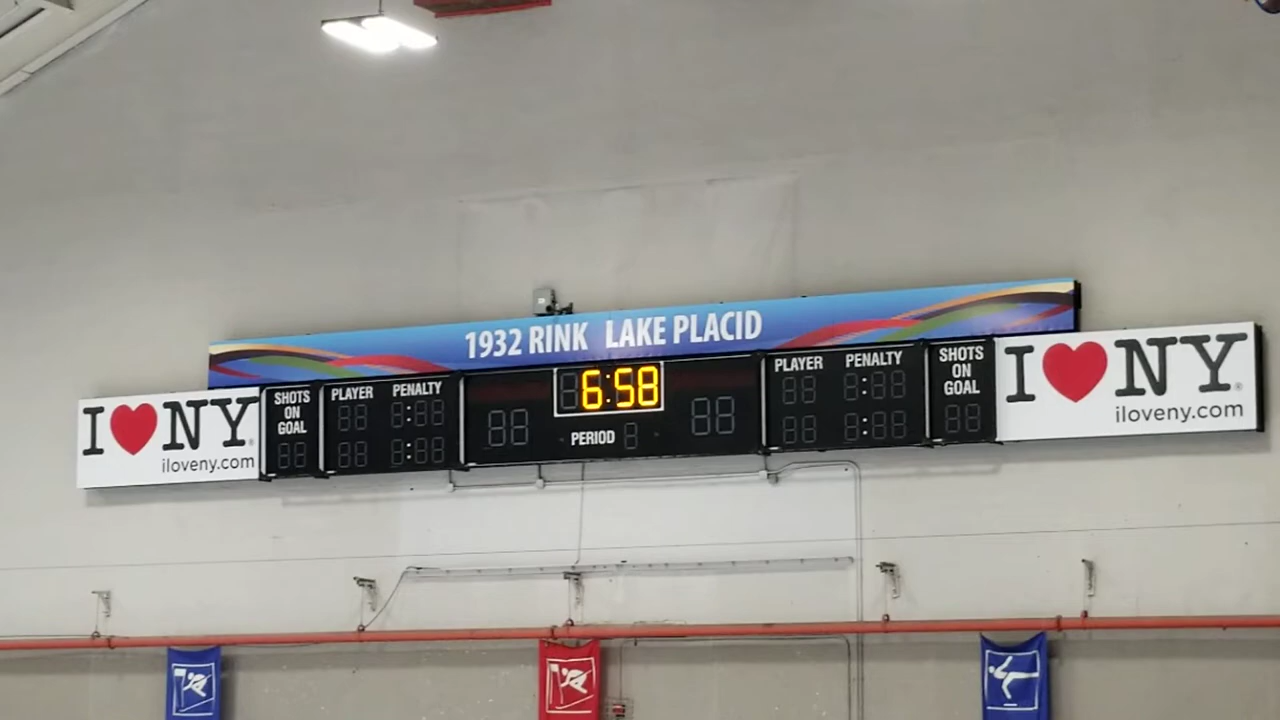 1932 RINK LAKE PLACID
I ❤ NY®
iloveny.com
SHOTS
ON
GOAL
PLAYER PENALTY
6:58
PERIOD
PLAYER PENALTY
SHOTS
ON
GOAL
I ❤ NY®
iloveny.com